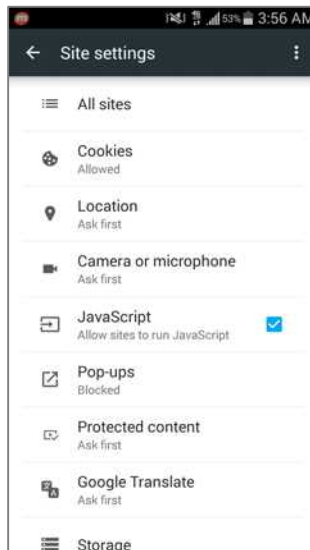 53% 3:56 AM
Site settings
All sites
Cookies
Allowed
Location
Ask first
Camera or microphone
Ask first
JavaScript
Allow sites to run JavaScript
Pop-ups
Blocked
Protected content
Ask first
Google Translate
Ask first
Storage